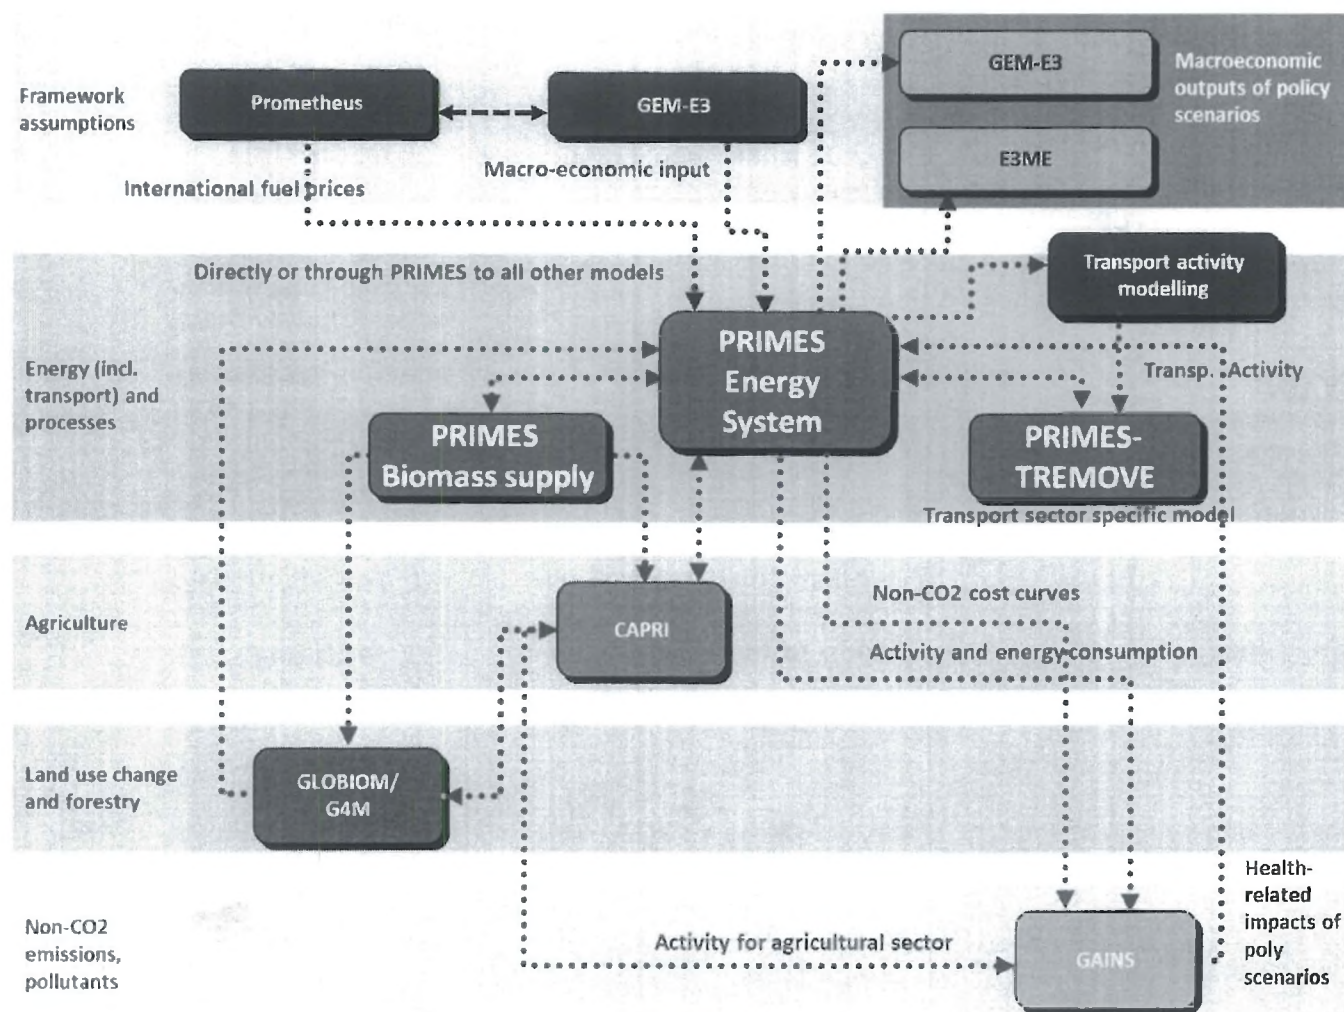 Framework
assumptions
Prometheus
GEM-E3
GEM-E3
E3ME
Macroeconomic
outputs of policy
scenarios
International fuel prices
Macro-economic input
Directly or through PRIMES to all other models
Transport activity
modelling
Energy (incl.
transport) and
processes
PRIMES
Energy
System
Transp. Activity
PRIMES
Biomass supply
PRIMES-
TREMOVE
Transport sector specific model
Agriculture
CAPRI
Non-CO2 cost curves
Activity and energy consumption
Land use change
and forestry
GLOBIOM/
G4M
Non-CO2
emissions,
pollutants
Activity for agricultural sector
GAINS
Health-
related
impacts of
poly
scenarios